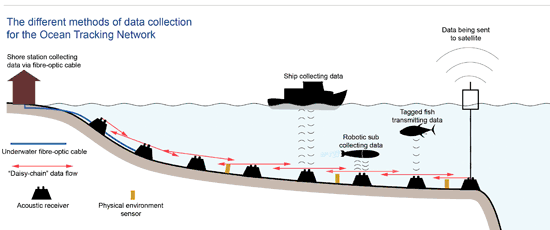 The different methods of data collection
for the Ocean Tracking Network
Shore station collecting
data via fibre-optic cable
Data being sent
to satellite
Ship collecting data
Tagged fish
transmitting data
Robotic sub
collecting data
Underwater fibre-optic cable
"Daisy-chain" data flow
Acoustic receiver
Physical environment
sensor